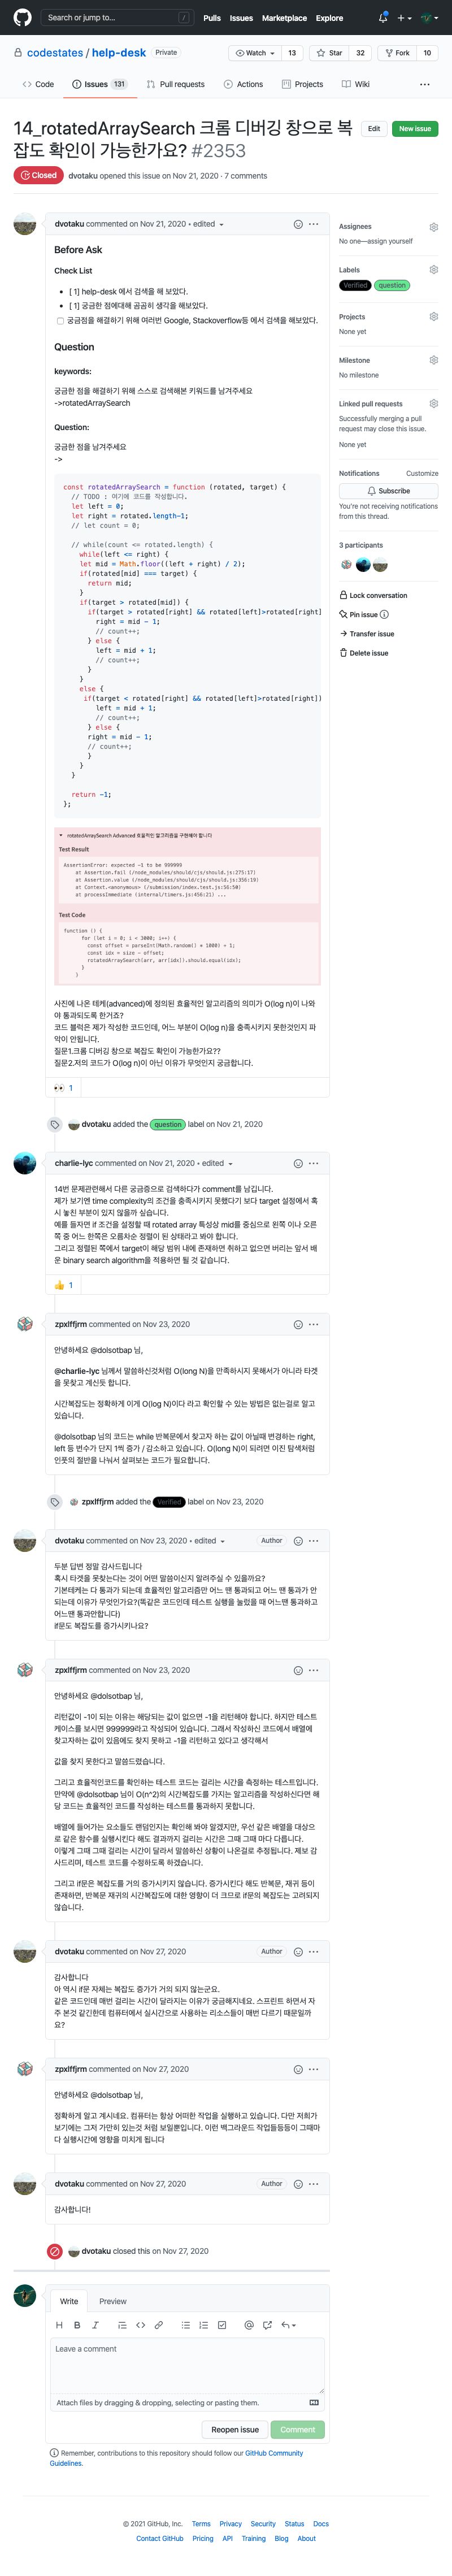 Search or jump to...
/
Pulls Issues Marketplace Explore
codestates / help-desk Private
Watch 13 Star 32 Fork 10
Code Issues 131 Pull requests Actions Projects Wiki
14_rotatedArraySearch 크롬 디버깅 창으로 복
잡도 확인이 가능한가요? #2353
Edit New issue
Closed dvotaku opened this issue on Nov 21, 2020 · 7 comments
dvotaku commented on Nov 21, 2020 • edited
Before Ask
Check List
[ 1] help-desk 에서 검색을 해 보았다.
[ 1] 궁금한 점에대해 곰곰히 생각을 해보았다.
궁금점을 해결하기 위해 여러번 Google, Stackoverflow등 에서 검색을 해보았다.
Question
keywords:
궁금한 점을 해결하기 위해 스스로 검색해본 키워드를 남겨주세요
->rotatedArraySearch
Question:
궁금한 점을 남겨주세요
->
const rotatedArraySearch = function (rotated, target) {
// TODO : 여기에 코드를 작성합니다.
let left = 0;
let right = rotated.length-1;
// let count = 0;
// while(count <= rotated.length) {
while(left <= right) {
let mid = Math.floor((left + right) / 2);
if(rotated[mid] === target) {
return mid;
}
if(target > rotated[mid]) {
if(target > rotated[right] && rotated[left]>rotated[right]
right = mid - 1;
// count++;
} else {
left = mid + 1;
// count++;
}
}
else {
if(target < rotated[right] && rotated[left]>rotated[right])
left = mid + 1;
// count++;
} else {
right = mid - 1;
// count++;
}
}
}
return -1;
};
rotatedArraySearch Advanced 효율적인 알고리즘을 구현해야 합니다
Test Result
AssertionError: expected -1 to be 999999
at Assertion.fail (/node_modules/should/cjs/should.js:275:17)
at Assertion.value (/node_modules/should/cjs/should.js:356:19)
at Context.<anonymous> (/submission/index.test.js:56:50)
at processImmediate (internal/timers.js:456:21) ...
Test Code
function () {
for (let i = 0; i < 3000; i++) {
const offset = parseInt(Math.random() * 1000) + 1;
const idx = size - offset;
rotatedArraySearch(arr, arr[idx]).should.equal(idx);
}
}
사진에 나온 테케(advanced)에 정의된 효율적인 알고리즘의 의미가 O(log n)이 나와
야 통과되도록 한거죠?
코드 블럭은 제가 작성한 코드인데, 어느 부분이 O(log n)을 충족시키지 못한것인지 파
악이 안됩니다.
질문1.크롬 디버깅 창으로 복잡도 확인이 가능한가요??
질문2.저의 코드가 O(log n)이 아닌 이유가 무엇인지 궁금합니다.
👀 1
dvotaku added the question label on Nov 21, 2020
charlie-lyc commented on Nov 21, 2020 • edited
14번 문제관련해서 다른 궁금증으로 검색하다가 comment를 남깁니다.
제가 보기엔 time complexity의 조건을 충족시키지 못했다기 보다 target 설정에서 혹
시 놓친 부분이 있지 않을까 싶습니다.
예를 들자면 if 조건을 설정할 때 rotated array 특성상 mid를 중심으로 왼쪽 이나 오른
쪽 중 어느 한쪽은 오름차순 정렬이 된 상태라고 봐야 합니다.
그리고 정렬된 쪽에서 target이 해당 범위 내에 존재하면 취하고 없으면 버리는 앞서 배
운 binary search algorithm을 적용하면 될 것 같습니다.
👍 1
zpxlffjrm commented on Nov 23, 2020
안녕하세요 @dolsotbap 님,
@charlie-lyc 님께서 말씀하신것처럼 O(long N)을 만족하시지 못해서가 아니라 타겟
을 못찾고 계신듯 합니다.
시간복잡도는 정확하게 이게 O(log N)이다 라고 확인할 수 있는 방법은 없는걸로 알고
있습니다.
@dolsotbap 님의 코드는 while 반복문에서 찾고자 하는 값이 아닐때 변경하는 right,
left 등 변수가 단지 1씩 증가 / 감소하고 있습니다. O(long N)이 되려면 이진 탐색처럼
인풋의 절반을 나눠서 살펴보는 코드가 필요합니다.
zpxlffjrm added the Verified label on Nov 23, 2020
dvotaku commented on Nov 23, 2020 • edited Author
두분 답변 정말 감사드립니다
혹시 타겟을 못찾는다는 것이 어떤 말씀이신지 알려주실 수 있을까요?
기본테케는 다 통과가 되는데 효율적인 알고리즘만 어느 땐 통과되고 어느 땐 통과가 안
되는데 이유가 무엇인가요?(똑같은 코드인데 테스트 실행을 눌렀을 때 어느땐 통과하고
어느땐 통과안합니다)
if문도 복잡도를 증가시키나요?
zpxlffjrm commented on Nov 23, 2020
안녕하세요 @dolsotbap 님,
리턴값이 -1이 되는 이유는 해당되는 값이 없으면 -1을 리턴해야 합니다. 하지만 테스트
케이스를 보시면 999999라고 작성되어 있습니다. 그래서 작성하신 코드에서 배열에
찾고자하는 값이 있음에도 찾지 못하고 -1을 리턴하고 있다고 생각해서
값을 찾지 못한다고 말씀드렸습니다.
그리고 효율적인코드를 확인하는 테스트 코드는 걸리는 시간을 측정하는 테스트입니다.
만약에 @dolsotbap 님이 O(n^2)의 시간복잡도를 가지는 알고리즘을 작성하신다면 해
당 코드는 효율적인 코드를 작성하는 테스트를 통과하지 못합니다.
배열에 들어가는 요소들도 랜덤인지는 확인해 봐야 알겠지만, 우선 같은 배열을 대상으
로 같은 함수를 실행시킨다 해도 결과까지 걸리는 시간은 그때 그때 마다 다릅니다.
이렇게 그때 그때 걸리는 시간이 달라서 말씀하신 상황이 나온걸로 추정됩니다. 제보 감
사드리며, 테스트 코드를 수정하도록 하겠습니다.
그리고 if문은 복잡도를 거의 증가시키지 않습니다. 증가시킨다 해도 반복문, 재귀 등이
존재하면, 반복문 재귀의 시간복잡도에 대한 영향이 더 크므로 if문의 복잡도는 고려되지
않습니다.
dvotaku commented on Nov 27, 2020 Author
감사합니다
아 역시 if문 자체는 복잡도 증가가 거의 되지 않는군요.
같은 코드인데 매번 걸리는 시간이 달라지는 이유가 궁금해지네요. 스프린트 하면서 자
주 본것 같긴한데 컴퓨터에서 실시간으로 사용하는 리소스들이 매번 다르기 때문일까
요?
zpxlffjrm commented on Nov 27, 2020
안녕하세요 @dolsotbap 님,
정확하게 알고 계시네요. 컴퓨터는 항상 어떠한 작업을 실행하고 있습니다. 다만 저희가
보기에는 그저 가만히 있는것 처럼 보일뿐입니다. 이런 백그라운드 작업들등등이 그때마
다 실행시간에 영향을 미치게 됩니다
dvotaku commented on Nov 27, 2020 Author
감사합니다!
dvotaku closed this on Nov 27, 2020
Write Preview
Leave a comment
Attach files by dragging & dropping, selecting or pasting them.
Reopen issue Comment
Remember, contributions to this repository should follow our GitHub Community
Guidelines.
Assignees
No one—assign yourself
Labels
Verified question
Projects
None yet
Milestone
No milestone
Linked pull requests
Successfully merging a pull
request may close this issue.
None yet
Notifications Customize
Subscribe
You're not receiving notifications
from this thread.
3 participants
Lock conversation
Pin issue
Transfer issue
Delete issue
© 2021 GitHub, Inc. Terms Privacy Security Status Docs
Contact GitHub Pricing API Training Blog About